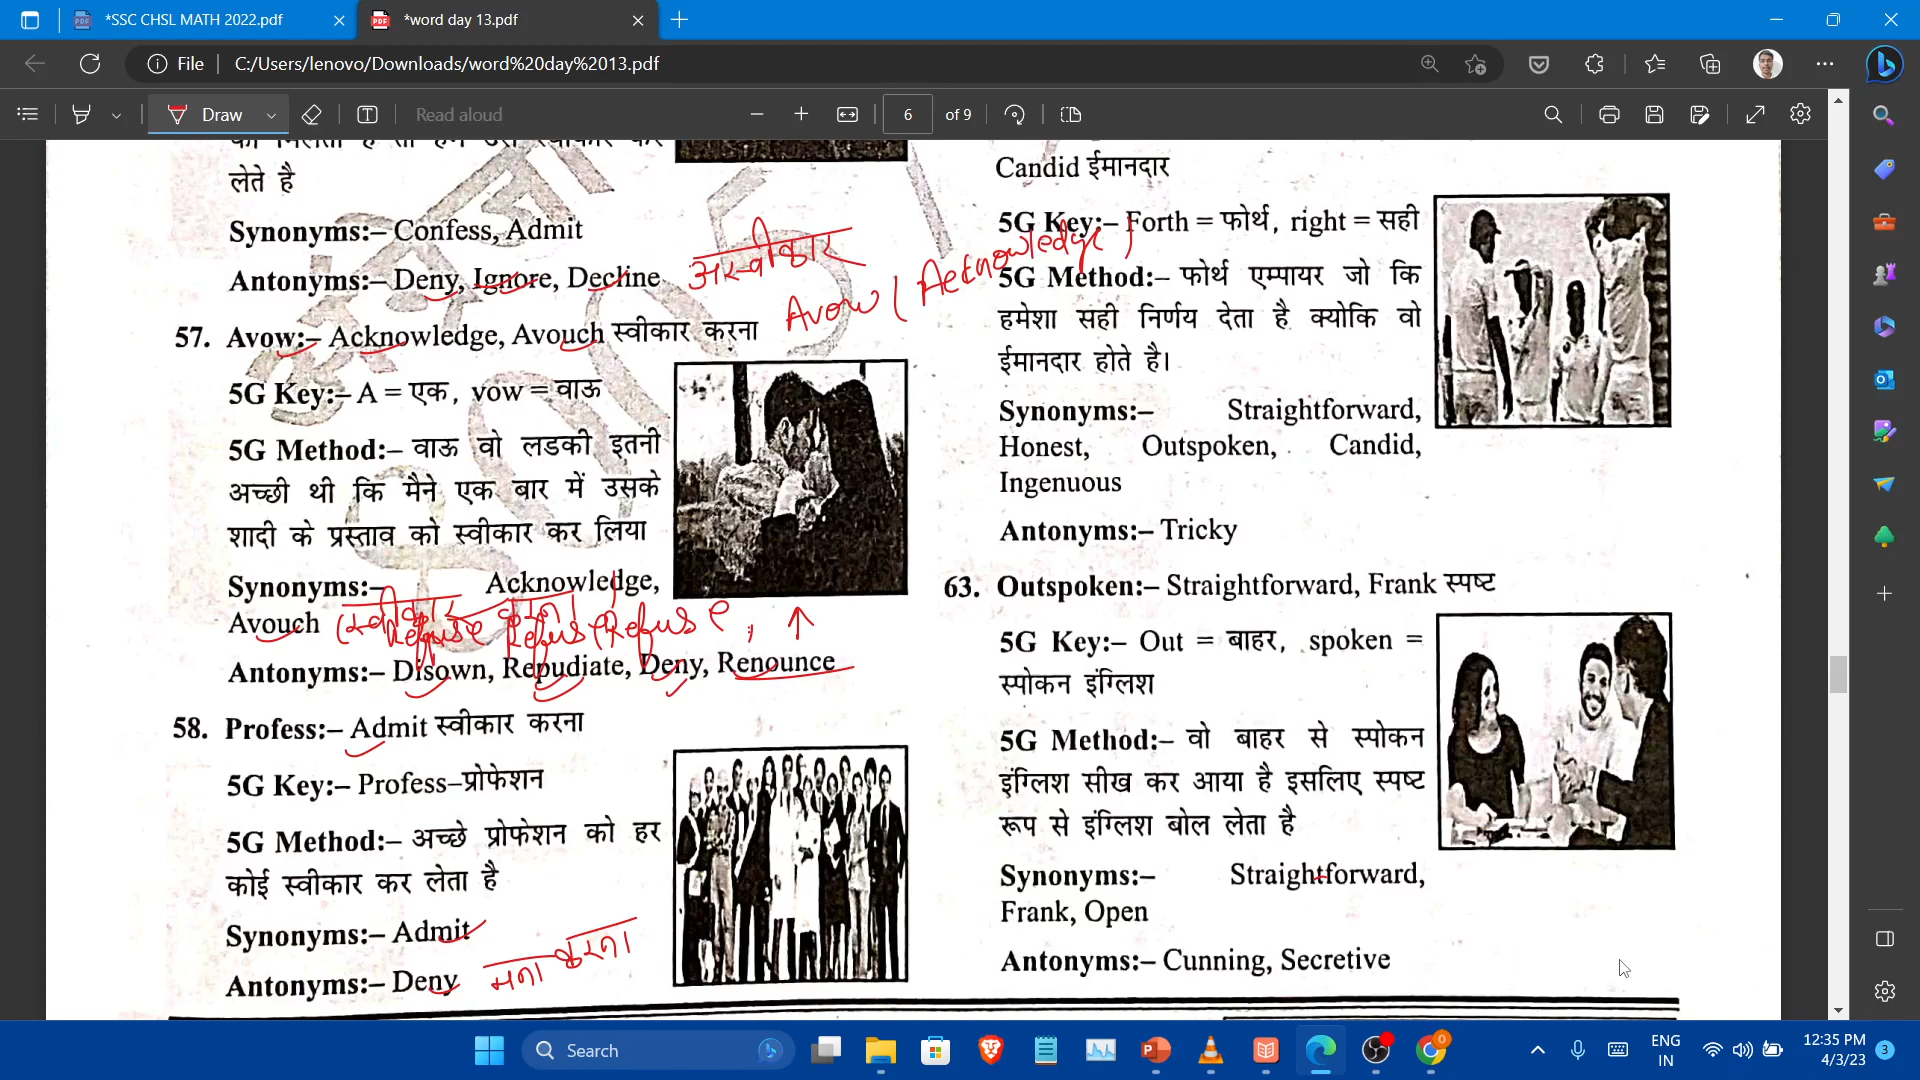 *SSC CHSL MATH 2022.pdf
*word day 13.pdf
File
C:/Users/lenovo/Downloads/word%20day%2013.pdf
Draw
Read aloud
6
of 9
लेते है
Synonyms:– Confess, Admit
Antonyms:– Deny, Ignore, Decline
अस्वीकार
Avow ( Acknowledge )
57. Avow:– Acknowledge, Avouch स्वीकार करना
5G Key:– A = एक, vow = वाऊ
5G Method:– वाऊ वो लडकी इतनी
अच्छी थी कि मैने एक बार में उसके
शादी के प्रस्ताव को स्वीकार कर लिया
Synonyms:– Acknowledge,
Avouch
(स्वीकार करना)
Refuse Refuse Refuse, ↑
Antonyms:– Disown, Repudiate, Deny, Renounce
58. Profess:– Admit स्वीकार करना
5G Key:– Profess–प्रोफेशन
5G Method:– अच्छे प्रोफेशन को हर
कोई स्वीकार कर लेता है
Synonyms:– Admit
Antonyms:– Deny
मना करना
Candid ईमानदार
5G Key:– Forth = फोर्थ, right = सही
5G Method:– फोर्थ एम्पायर जो कि
हमेशा सही निर्णय देता है क्योकि वो
ईमानदार होते है।
Synonyms:– Straightforward,
Honest, Outspoken, Candid,
Ingenuous
Antonyms:– Tricky
63. Outspoken:– Straightforward, Frank स्पष्ट
5G Key:– Out = बाहर, spoken =
स्पोकन इंग्लिश
5G Method:– वो बाहर से स्पोकन
इंग्लिश सीख कर आया है इसलिए स्पष्ट
रूप से इंग्लिश बोल लेता है
Synonyms:– Straightforward,
Frank, Open
Antonyms:– Cunning, Secretive
Search
ENG
IN
12:35 PM
4/3/23
3